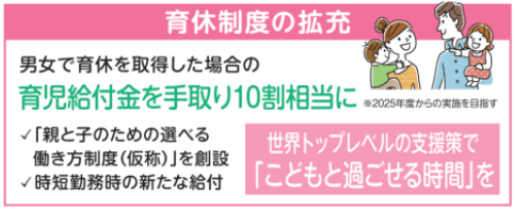 育休制度の拡充
男女で育休を取得した場合の
育児給付金を手取り10割相当に
※2025年度からの実施を目指す
✓「親と子のための選べる
働き方制度(仮称)」を創設
✓時短勤務時の新たな給付
世界トップレベルの支援策で
「こどもと過ごせる時間」を